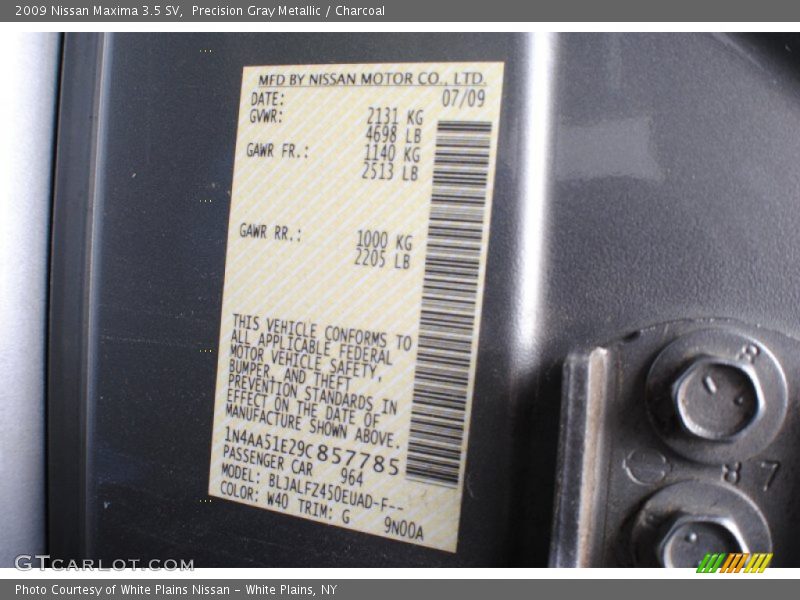 2009 Nissan Maxima 3.5 SV,  Precision Gray Metallic / Charcoal
MFD BY NISSAN MOTOR CO., LTD.
DATE: 07/09
GVWR: 2131 KG
4698 LB
GAWR FR.: 1140 KG
2513 LB
GAWR RR.: 1000 KG
2205 LB
THIS VEHICLE CONFORMS TO
ALL APPLICABLE FEDERAL
MOTOR VEHICLE SAFETY,
BUMPER, AND THEFT
PREVENTION STANDARDS IN
EFFECT ON THE DATE OF
MANUFACTURE SHOWN ABOVE.
1N4AA51E29C857785
PASSENGER CAR 964
MODEL: BLJALFZ450EUAD-F--
COLOR: W40 TRIM: G 9N00A
8
8 7
GTCARLOT.COM
Photo Courtesy of White Plains Nissan - White Plains, NY